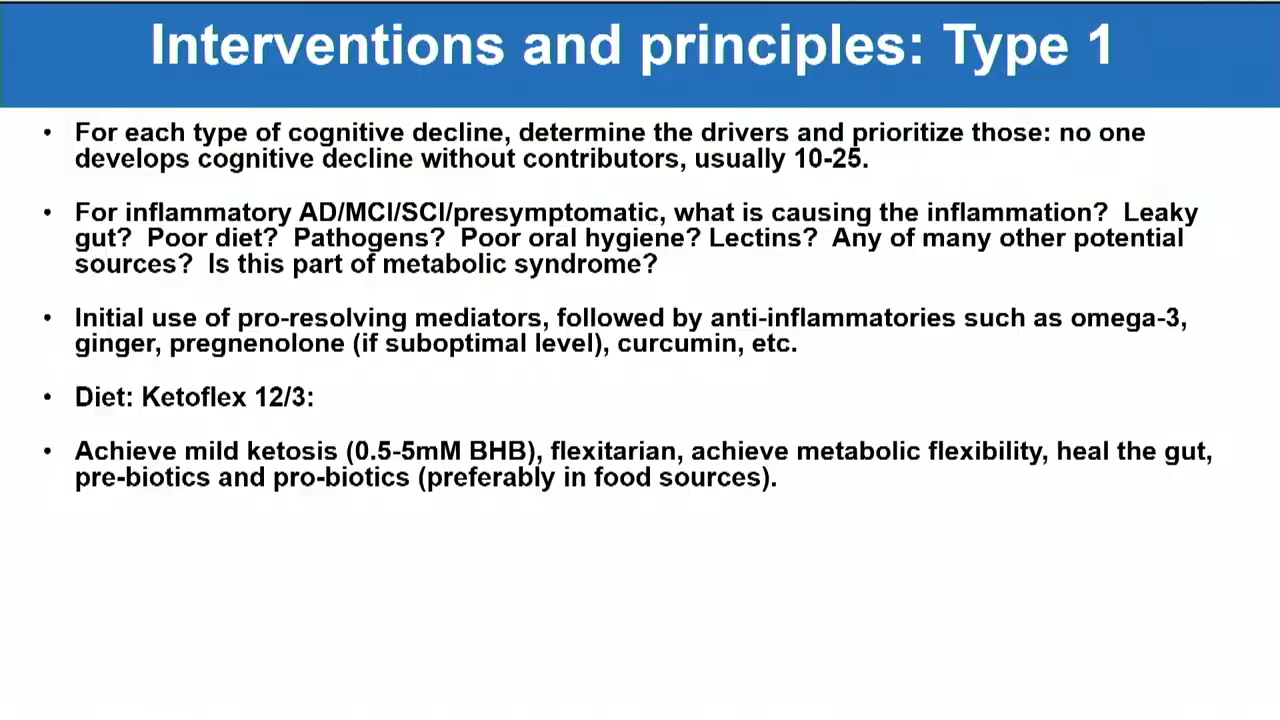 Interventions and principles: Type 1
• For each type of cognitive decline, determine the drivers and prioritize those: no one
develops cognitive decline without contributors, usually 10-25.
• For inflammatory AD/MCI/SCI/presymptomatic, what is causing the inflammation? Leaky
gut? Poor diet? Pathogens? Poor oral hygiene? Lectins? Any of many other potential
sources? Is this part of metabolic syndrome?
• Initial use of pro-resolving mediators, followed by anti-inflammatories such as omega-3,
ginger, pregnenolone (if suboptimal level), curcumin, etc.
• Diet: Ketoflex 12/3:
• Achieve mild ketosis (0.5-5mM BHB), flexitarian, achieve metabolic flexibility, heal the gut,
pre-biotics and pro-biotics (preferably in food sources).